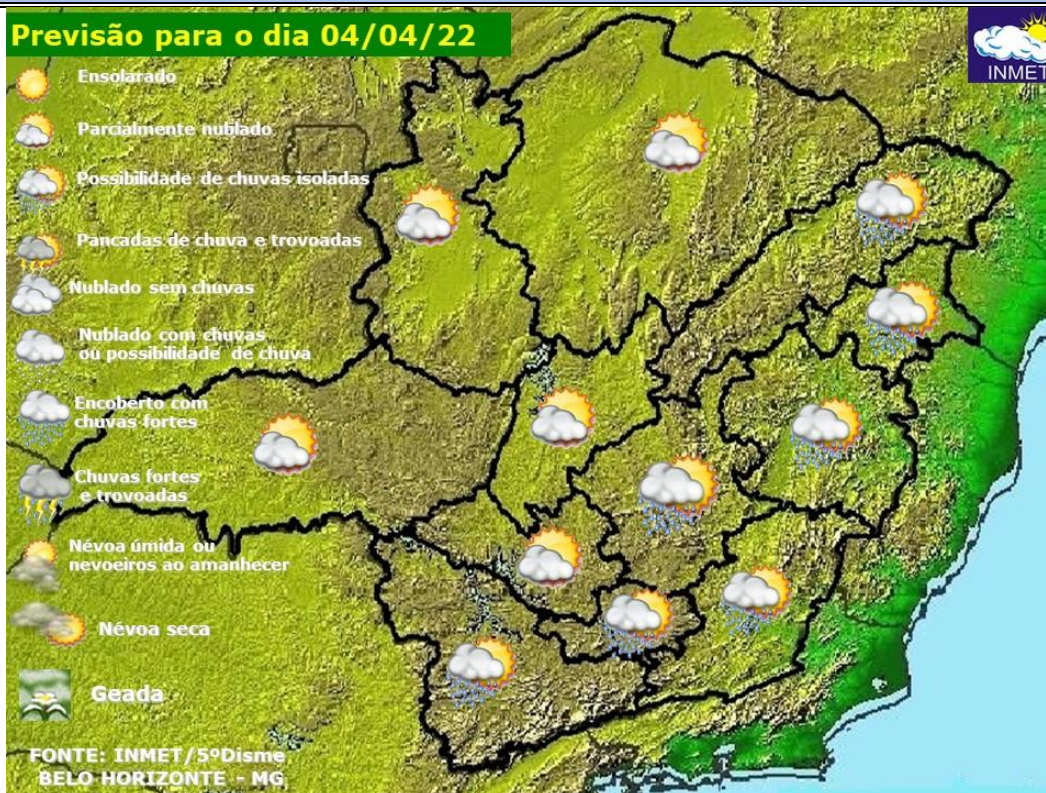 Previsão para o dia 04/04/22
INMET
Ensolarado
Parcialmente nublado
Possibilidade de chuvas isoladas
Pancadas de chuva e trovoadas
Nublado sem chuvas
Nublado com chuvas
ou possibilidade de chuva
Encoberto com
chuvas fortes
Chuvas fortes
e trovoadas
Névoa úmida ou
nevoeiros ao amanhecer
Névoa seca
Geada
FONTE: INMET/5ºDisme
BELO HORIZONTE - MG